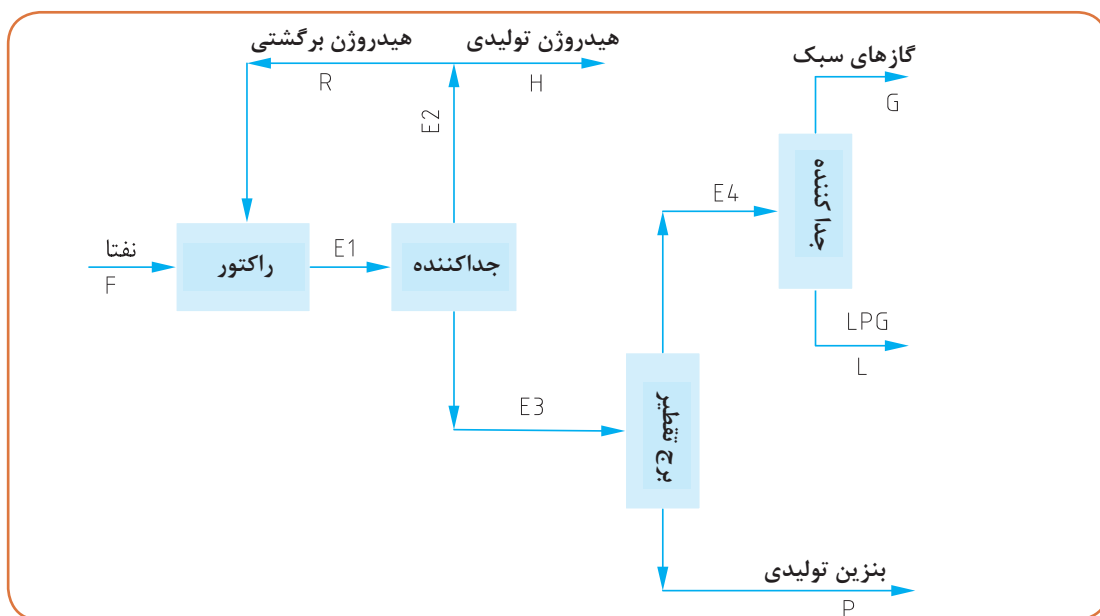 هیدروژن برگشتی
هیدروژن تولیدی
R
H
گازهای سبک
G
E2
جداکننده
E4
نفتا
F
راکتور
E1
جداکننده
LPG
L
E3
برج تقطیر
بنزین تولیدی
P